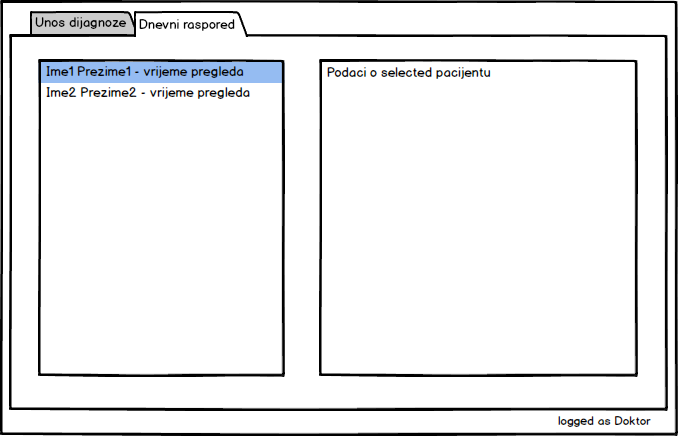 Unos dijagnoze
Dnevni raspored
Ime1 Prezime1 - vrijeme pregleda
Ime2 Prezime2 - vrijeme pregleda
Podaci o selected pacijentu
logged as Doktor